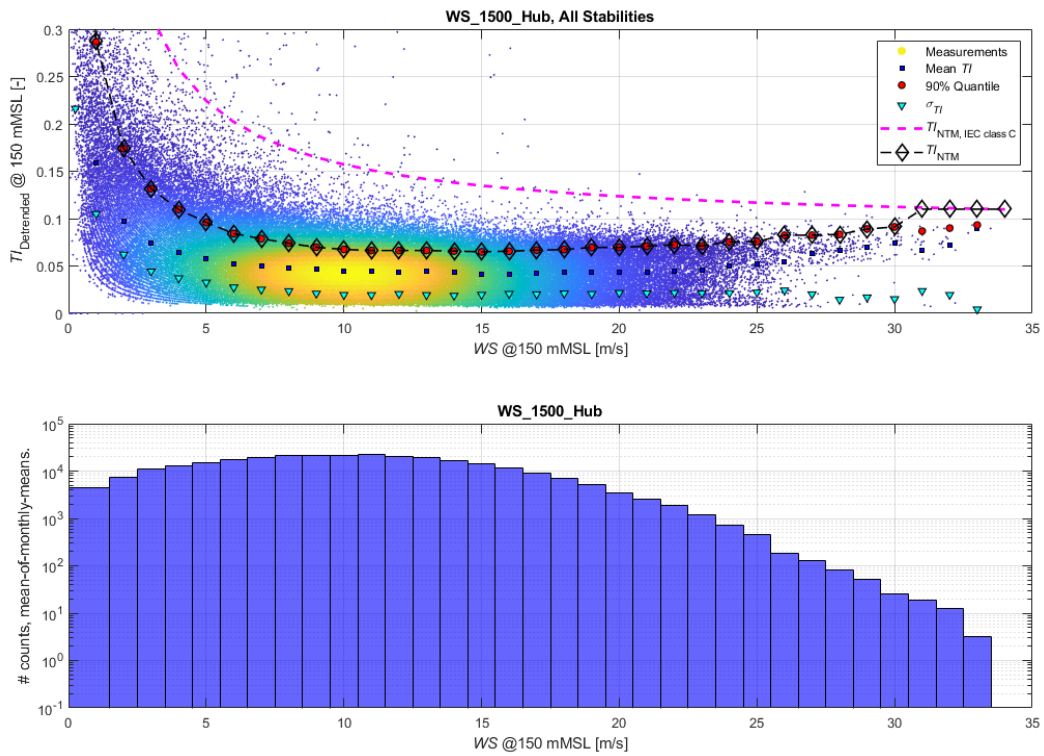 WS_1500_Hub, All Stabilities
0.3
0.25
0.2
0.15
0.1
0.05
0
TI_Detrended @ 150 mMSL [-]
Measurements
Mean TI
90% Quantile
σ_TI
TI_NTM, IEC class C
TI_NTM
0 5 10 15 20 25 30 35
WS @150 mMSL [m/s]
WS_1500_Hub
10^5
10^4
10^3
10^2
10^1
10^0
10^-1
# counts, mean-of-monthly-means.
0 5 10 15 20 25 30 35
WS @150 mMSL [m/s]